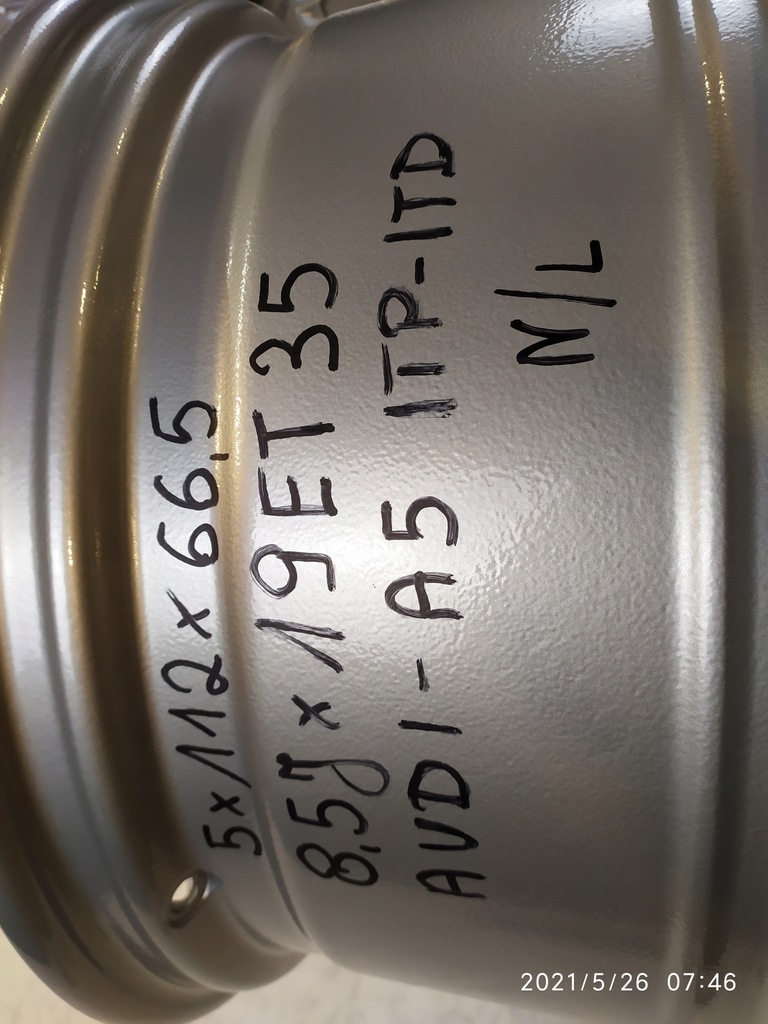 5x112x66,5
8,5J x 19 ET 35
AUDI - A5 ITP-ITD
N/L
2021/5/26 07:46